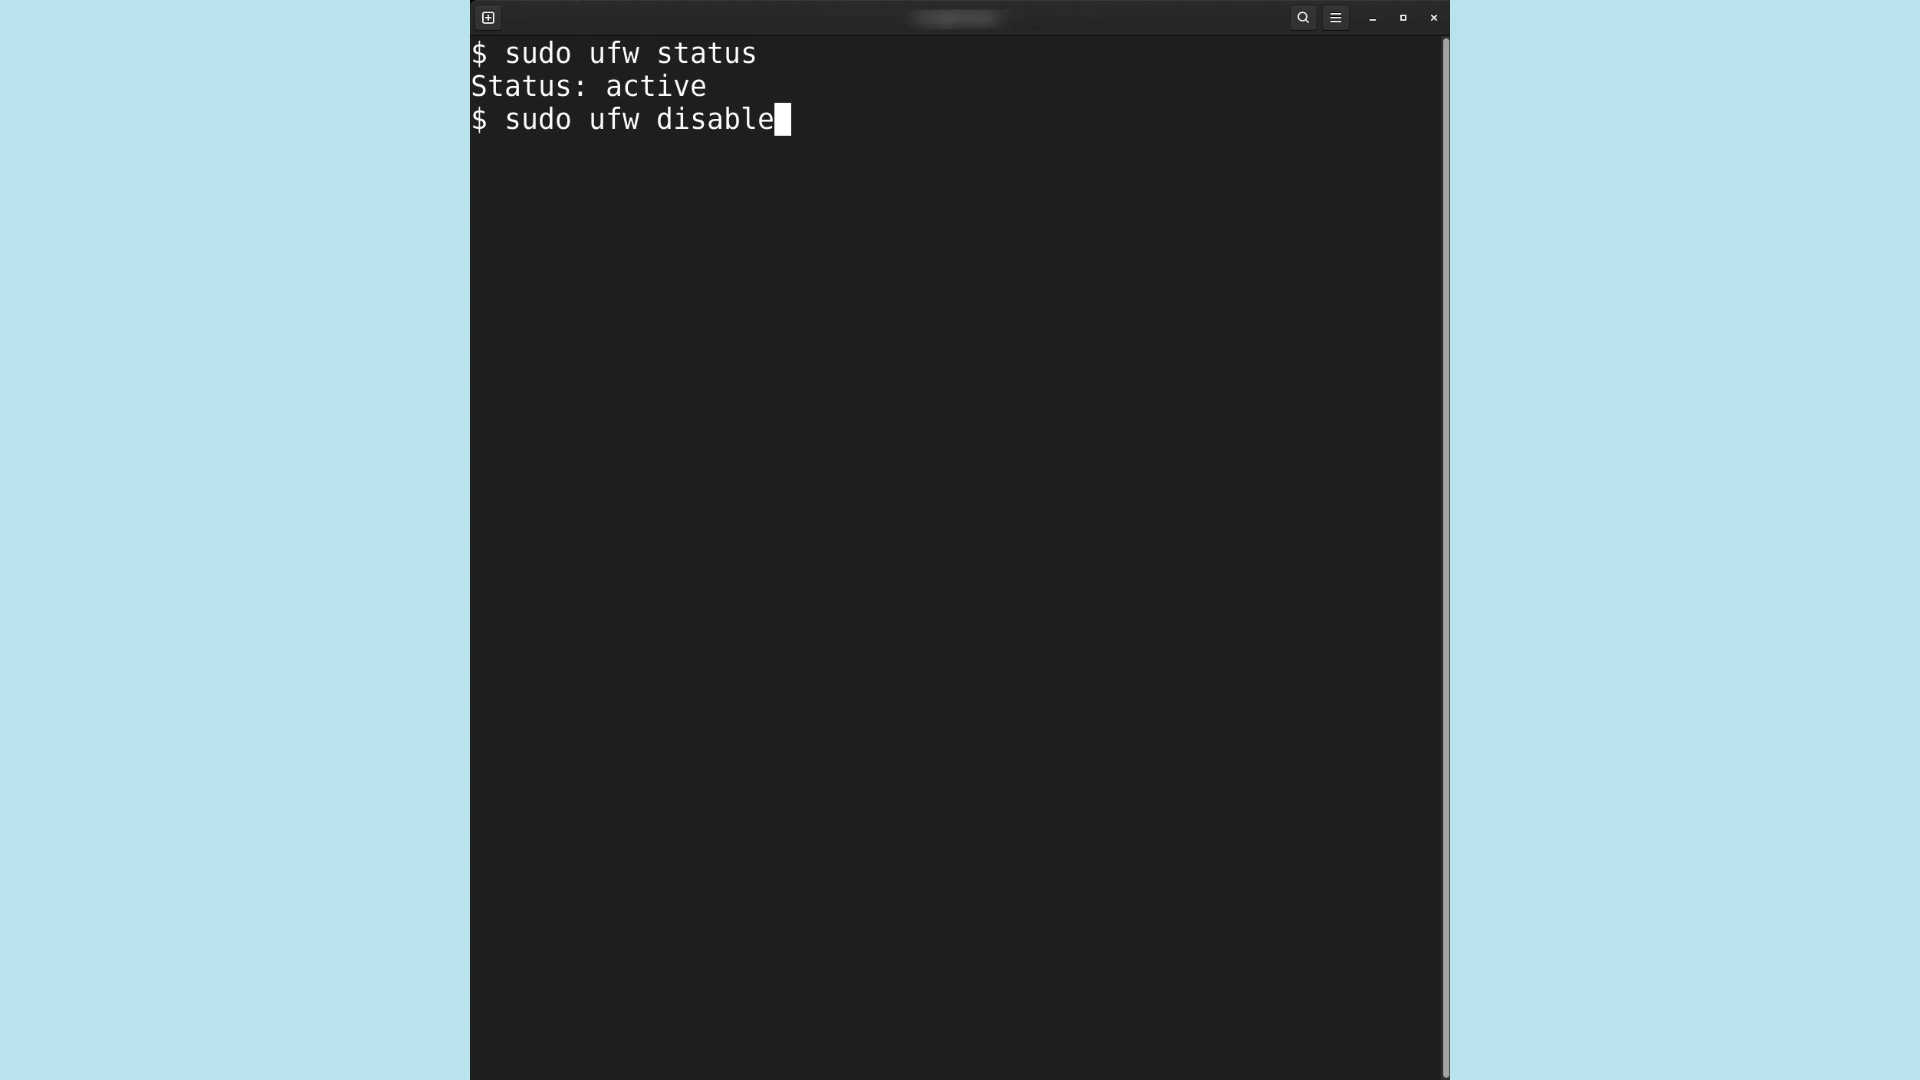 $ sudo ufw status
Status: active
$ sudo ufw disable